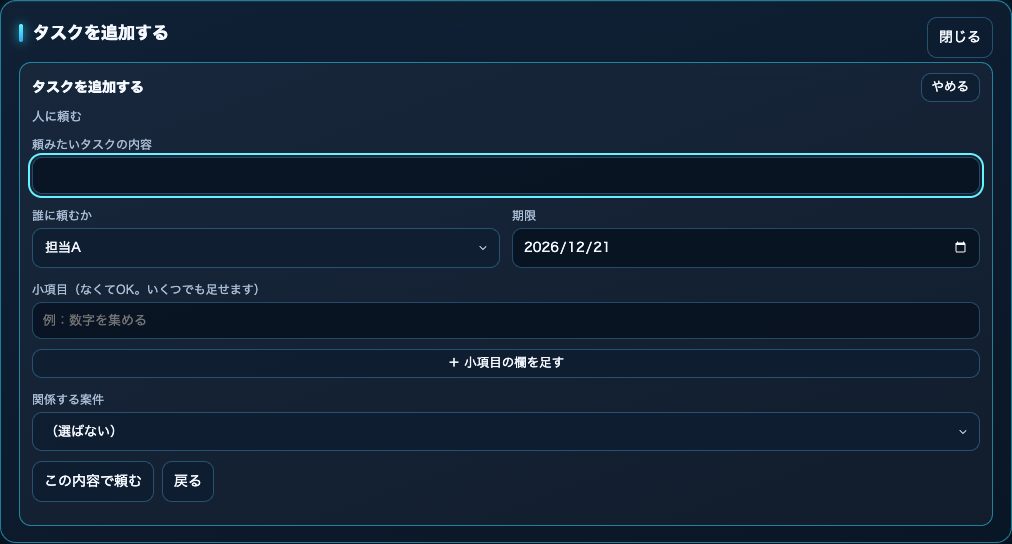 タスクを追加する
閉じる
タスクを追加する
やめる
人に頼む
頼みたいタスクの内容
誰に頼むか
期限
担当A
2026/12/21
小項目（なくてOK。いくつでも足せます）
例：数字を集める
＋ 小項目の欄を足す
関係する案件
（選ばない）
この内容で頼む
戻る